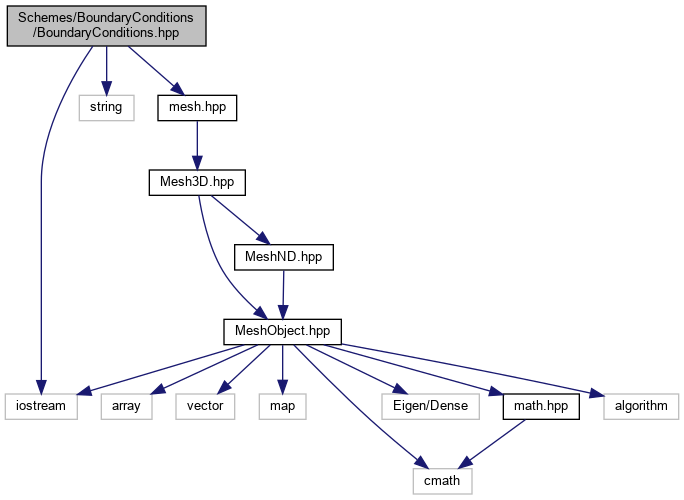 Schemes/BoundaryConditions
/BoundaryConditions.hpp
string
mesh.hpp
Mesh3D.hpp
MeshND.hpp
MeshObject.hpp
iostream
array
vector
map
Eigen/Dense
math.hpp
algorithm
cmath